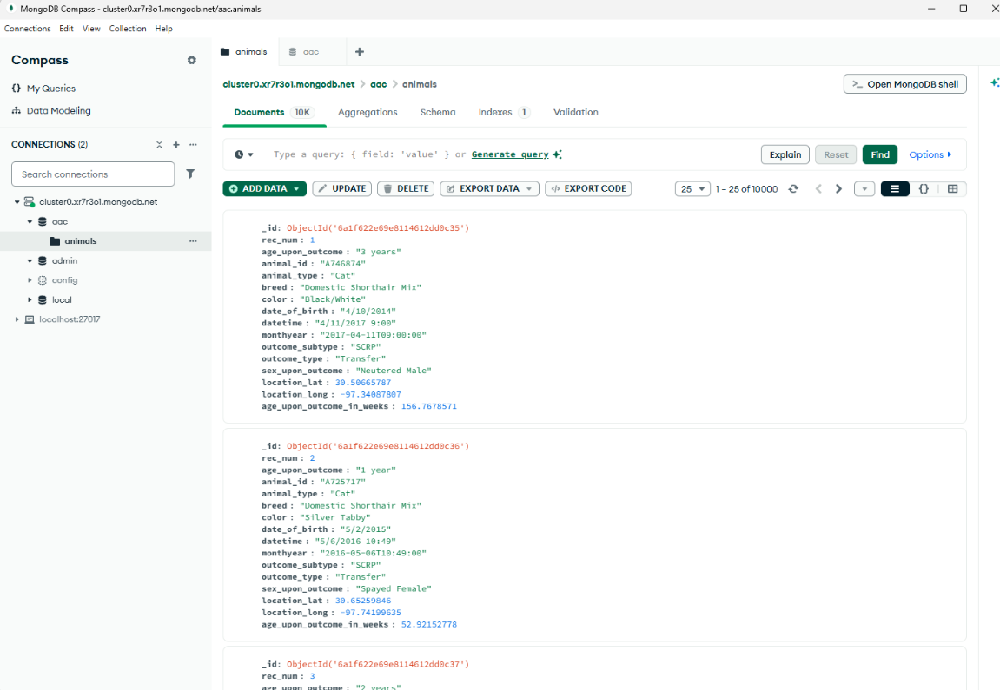 MongoDB Compass - cluster0.xr7r3o1.mongodb.net/aac.animals
Connections Edit View Collection Help
Compass
My Queries
Data Modeling
CONNECTIONS (2)
Search connections
cluster0.xr7r3o1.mongodb.net
aac
animals
admin
config
local
localhost:27017
animals aac
cluster0.xr7r3o1.mongodb.net > aac > animals
>_ Open MongoDB shell
Documents 10K Aggregations Schema Indexes 1 Validation
Type a query: { field: 'value' } or Generate query
Explain Reset Find Options
ADD DATA UPDATE DELETE EXPORT DATA EXPORT CODE
25 1 – 25 of 10000 {}
_id: ObjectId('6a1f622e69e8114612dd0c35')
rec_num : 1
age_upon_outcome : "3 years"
animal_id : "A746874"
animal_type : "Cat"
breed : "Domestic Shorthair Mix"
color : "Black/White"
date_of_birth : "4/10/2014"
datetime : "4/11/2017 9:00"
monthyear : "2017-04-11T09:00:00"
outcome_subtype : "SCRP"
outcome_type : "Transfer"
sex_upon_outcome : "Neutered Male"
location_lat : 30.50665787
location_long : -97.34087807
age_upon_outcome_in_weeks : 156.7678571
_id: ObjectId('6a1f622e69e8114612dd0c36')
rec_num : 2
age_upon_outcome : "1 year"
animal_id : "A725717"
animal_type : "Cat"
breed : "Domestic Shorthair Mix"
color : "Silver Tabby"
date_of_birth : "5/2/2015"
datetime : "5/6/2016 10:49"
monthyear : "2016-05-06T10:49:00"
outcome_subtype : "SCRP"
outcome_type : "Transfer"
sex_upon_outcome : "Spayed Female"
location_lat : 30.65259846
location_long : -97.74199635
age_upon_outcome_in_weeks : 52.92152778
_id: ObjectId('6a1f622e69e8114612dd0c37')
rec_num : 3
age_upon_outcome : "2 years"